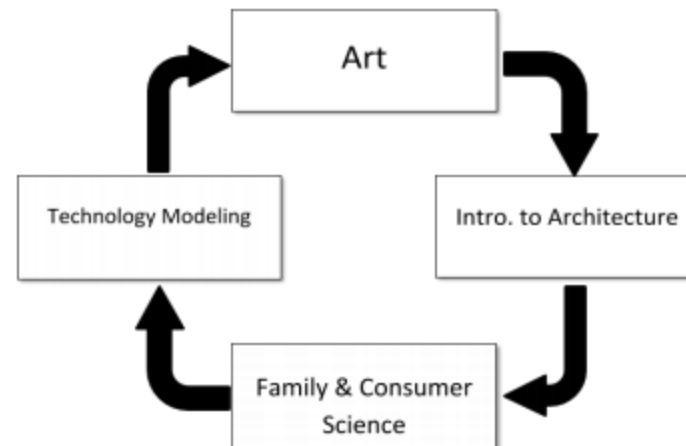 Art
Technology Modeling
Intro. to Architecture
Family & Consumer
Science